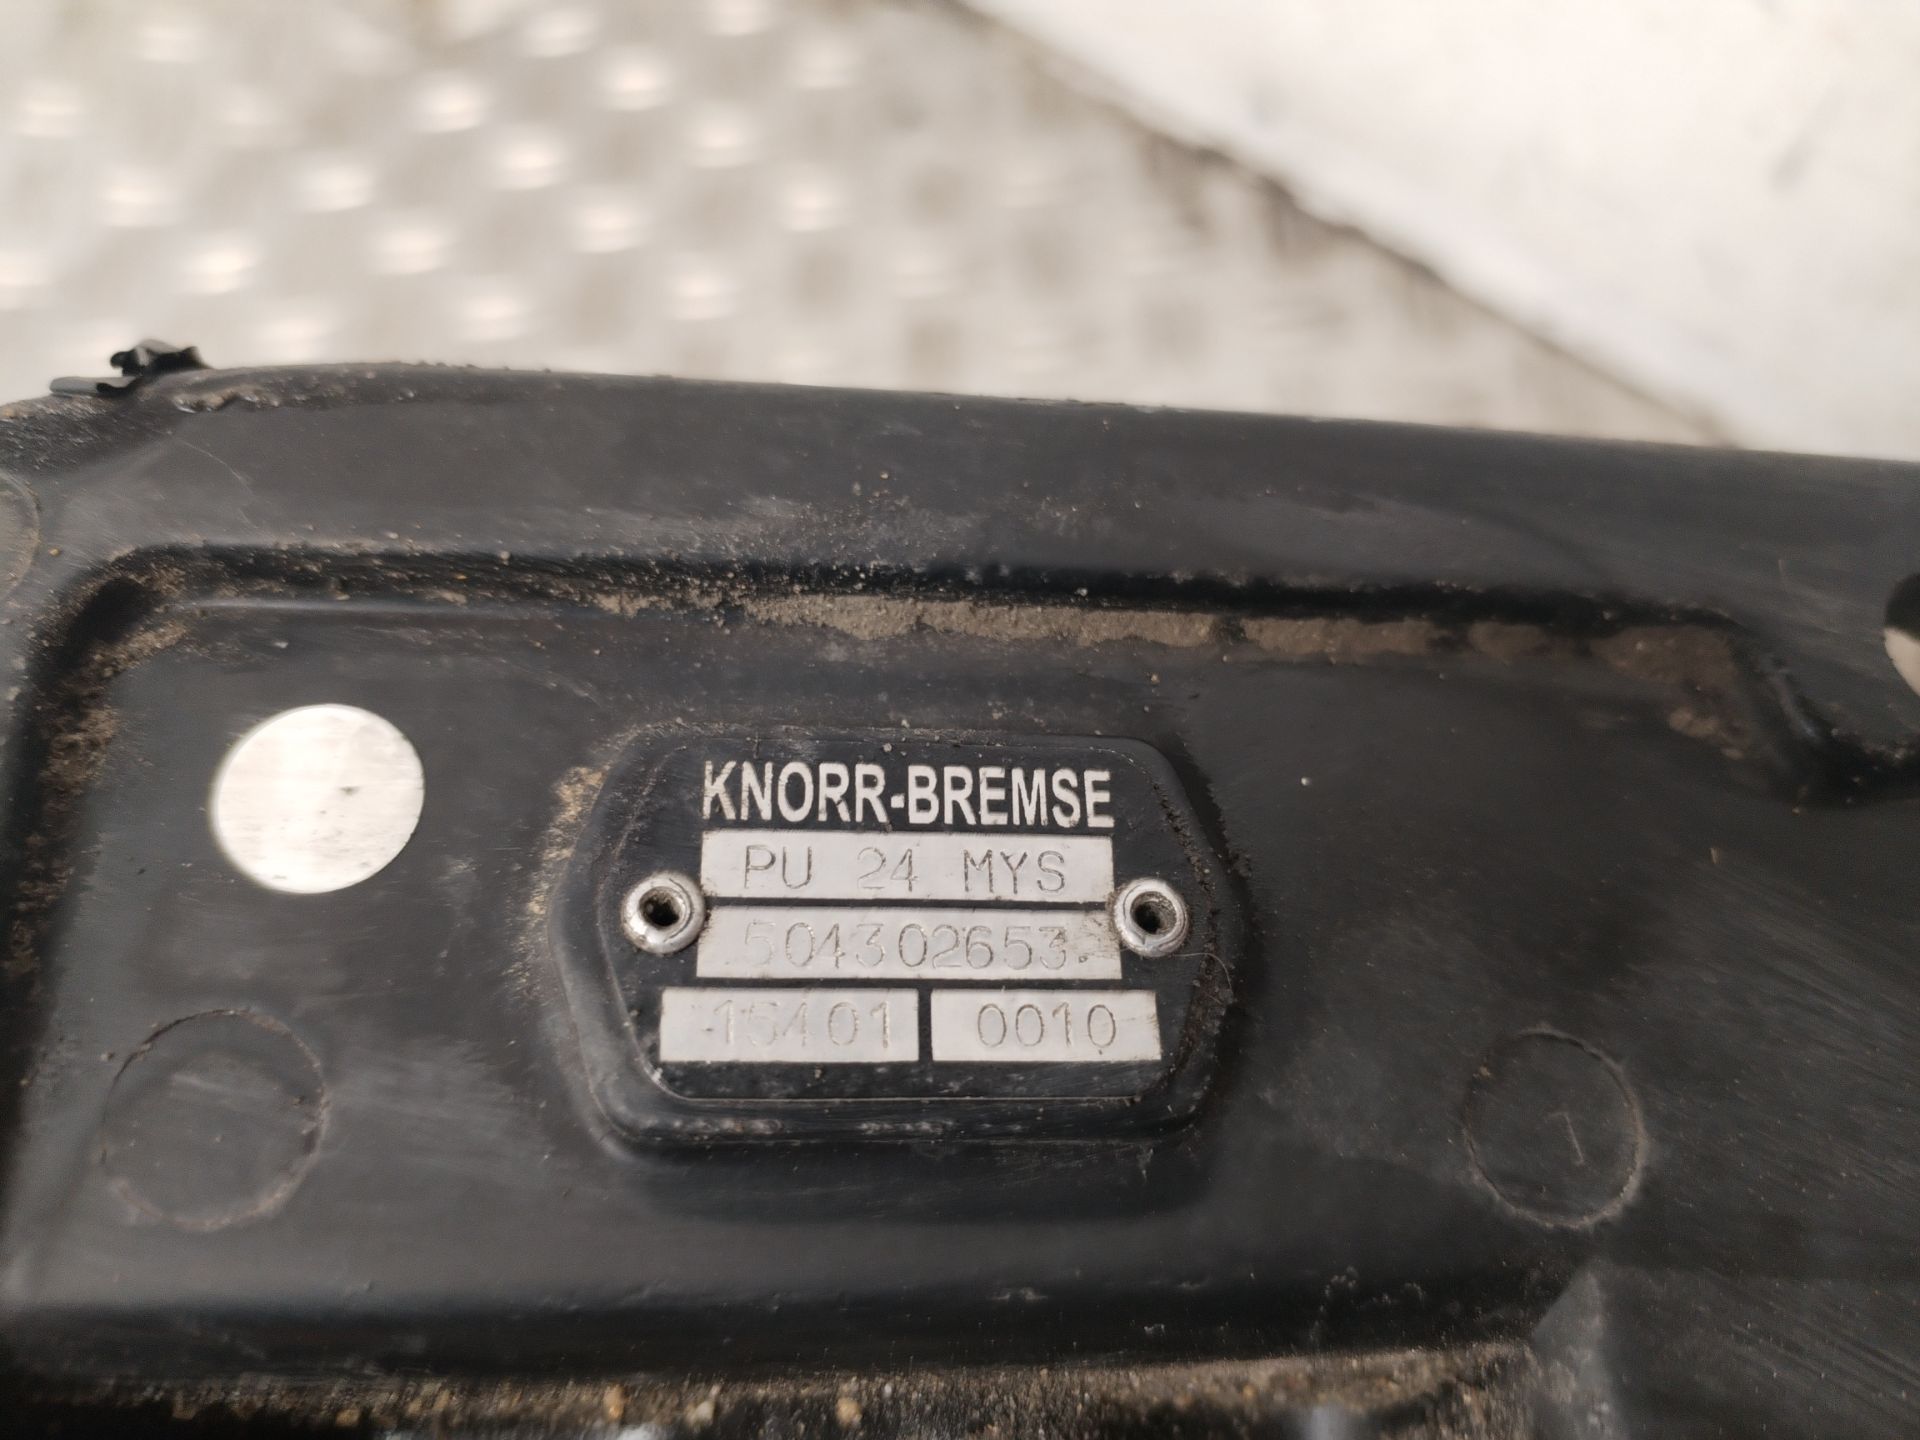 KNORR-BREMSE
PU 24 MYS
504302653
15401 0010